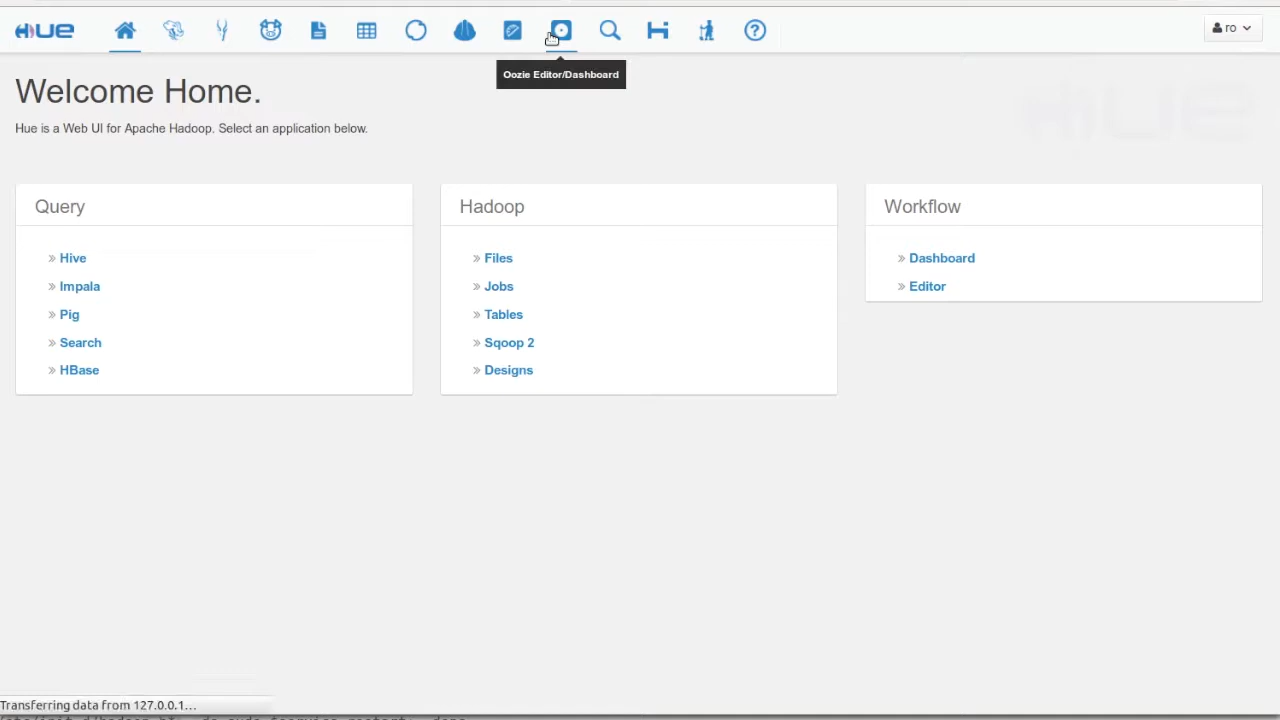 HUE
ro
Oozie Editor/Dashboard
Welcome Home.
Hue is a Web UI for Apache Hadoop. Select an application below.
HUE
Query
» Hive
» Impala
» Pig
» Search
» HBase
Hadoop
» Files
» Jobs
» Tables
» Sqoop 2
» Designs
Workflow
» Dashboard
» Editor
Transferring data from 127.0.0.1...